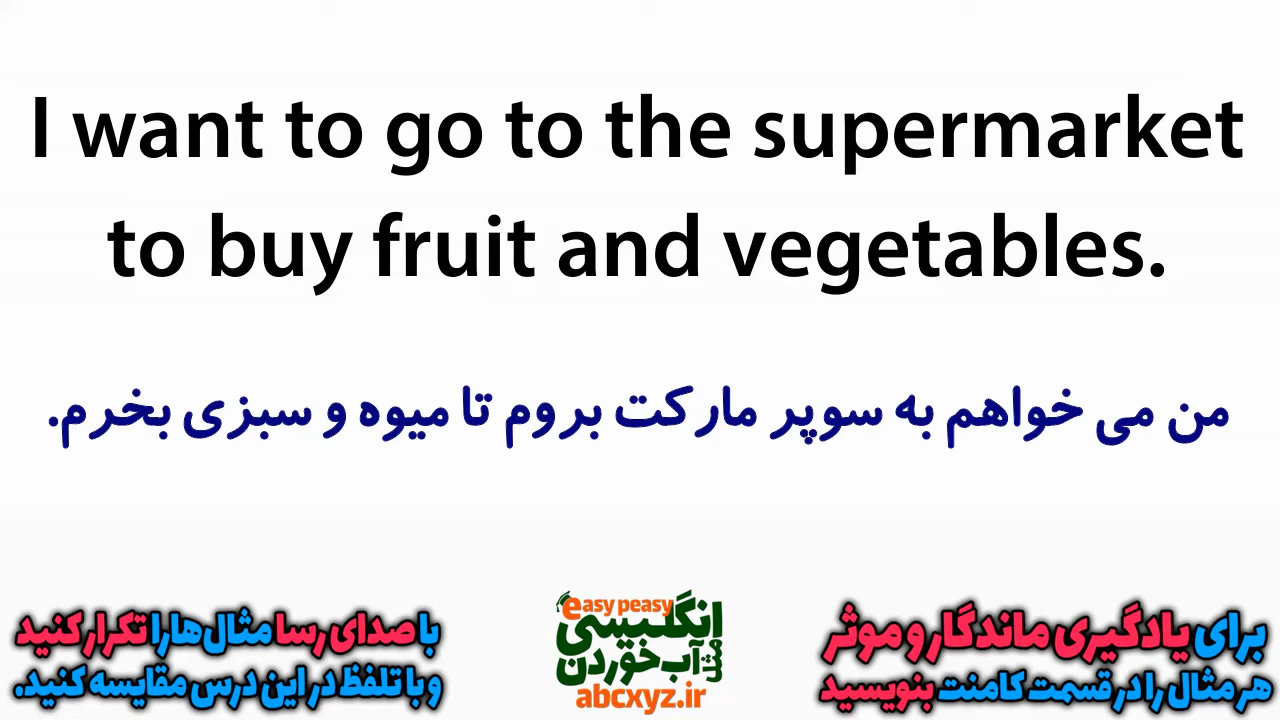 I want to go to the supermarket
to buy fruit and vegetables.
من می خواهم به سوپر مارکت بروم تا میوه و سبزی بخرم.
برای یادگیری ماندگار و موثر
هر مثال را در قسمت کامنت بنویسید
easy peasy
انگلیسی
مثل آب خوردن
abcxyz.ir
با صدای رسا مثال‌ها را تکرار کنید
و با تلفظ در این درس مقایسه کنید.